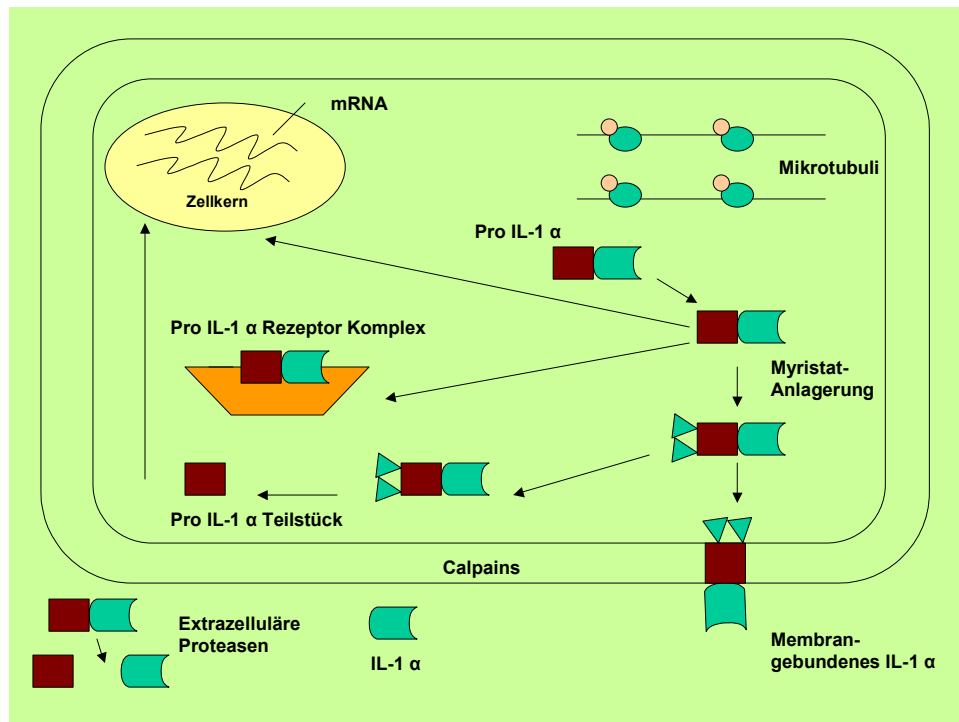 mRNA
Mikrotubuli
Zellkern
Pro IL-1 α
Pro IL-1 α Rezeptor Komplex
Myristat-
Anlagerung
Pro IL-1 α Teilstück
Calpains
Extrazelluläre
Proteasen
IL-1 α
Membran-
gebundenes IL-1 α